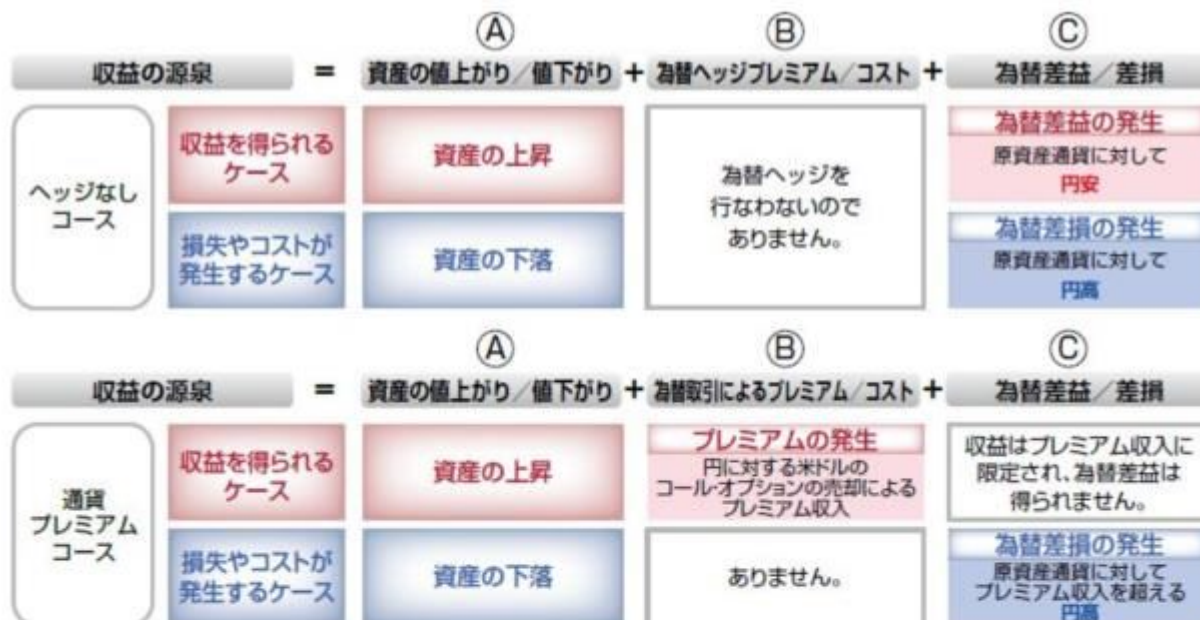 Ⓐ Ⓑ Ⓒ
収益の源泉 = 資産の値上がり／値下がり + 為替ヘッジプレミアム／コスト + 為替差益／差損
ヘッジなし
コース
収益を得られる
ケース
資産の上昇
為替ヘッジを
行なわないので
ありません。
為替差益の発生
原資産通貨に対して
円安
損失やコストが
発生するケース
資産の下落
為替差損の発生
原資産通貨に対して
円高
Ⓐ Ⓑ Ⓒ
収益の源泉 = 資産の値上がり／値下がり + 為替取引によるプレミアム／コスト + 為替差益／差損
通貨
プレミアム
コース
収益を得られる
ケース
資産の上昇
プレミアムの発生
円に対する米ドルの
コール・オプションの売却による
プレミアム収入
収益はプレミアム収入に
限定され、為替差益は
得られません。
損失やコストが
発生するケース
資産の下落
ありません。
為替差損の発生
原資産通貨に対して
プレミアム収入を超える
円高